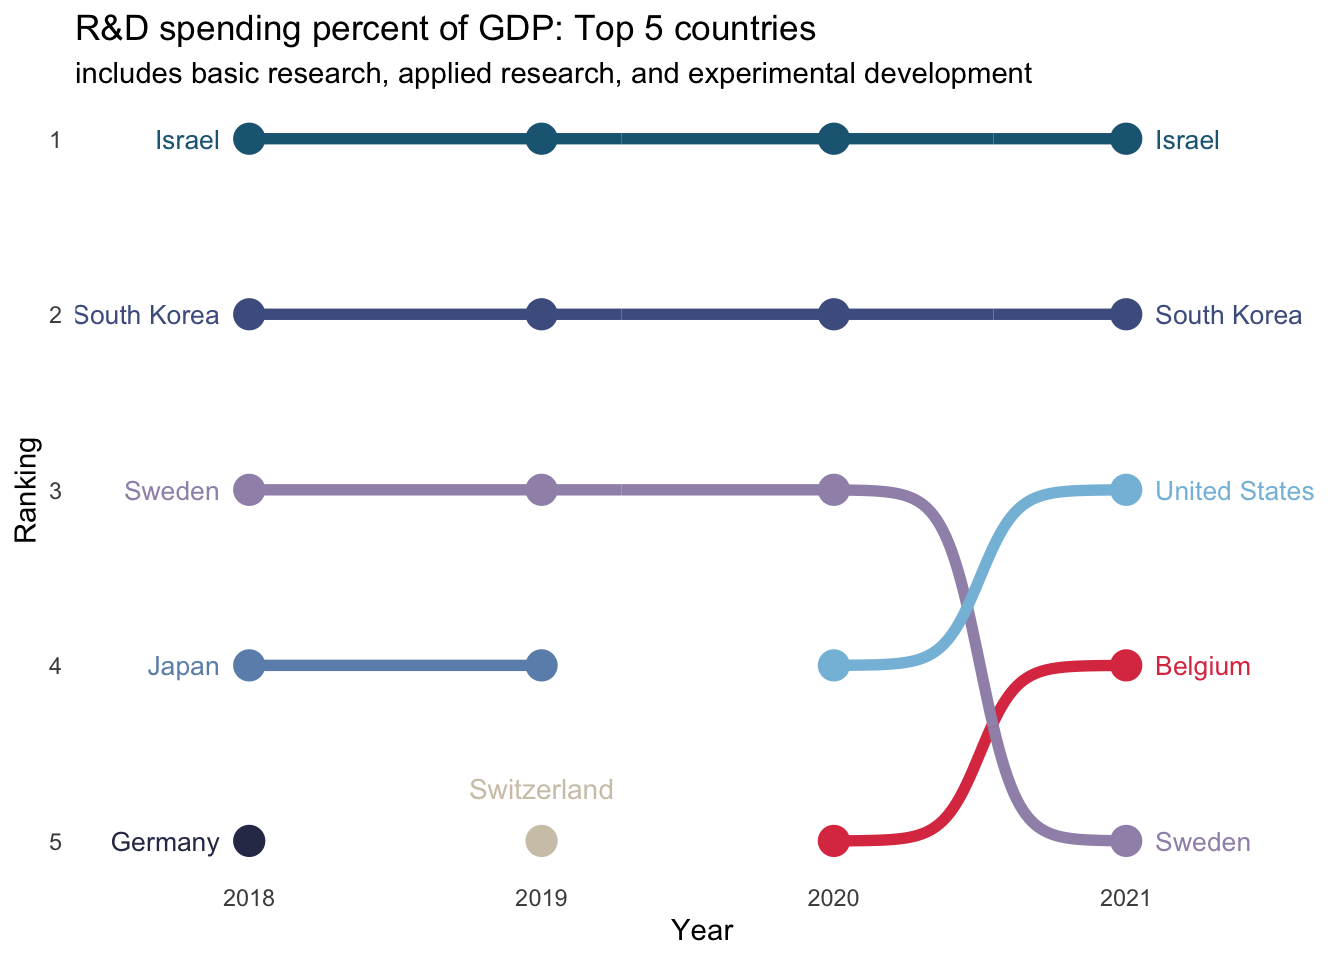 R&D spending percent of GDP: Top 5 countries
includes basic research, applied research, and experimental development
1 Israel Israel
2 South Korea South Korea
Ranking
3 Sweden United States
4 Japan Belgium
Switzerland
5 Germany Sweden
2018 2019 2020 2021
Year